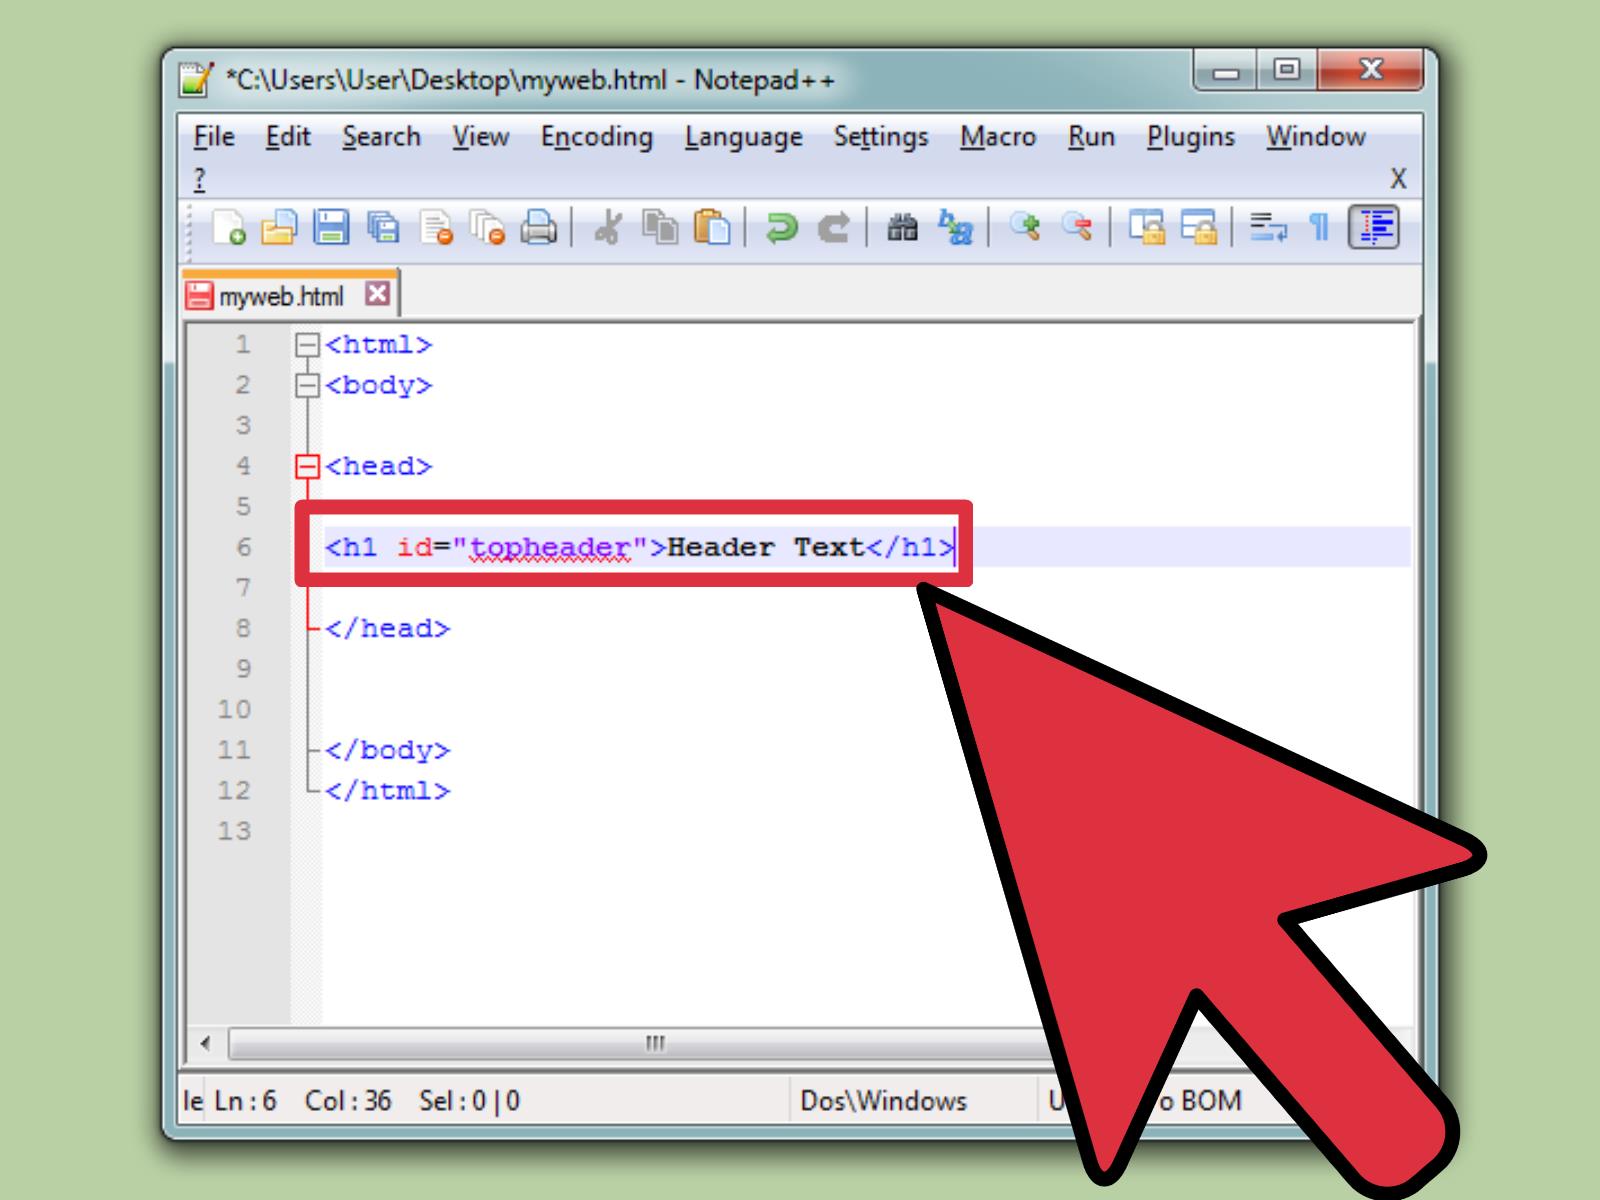 *C:\Users\User\Desktop\myweb.html - Notepad++
File Edit Search View Encoding Language Settings Macro Run Plugins Window
? X
myweb.html
1 <html>
2 <body>
3
4 <head>
5
6 <h1 id="topheader">Header Text</h1>
7
8 </head>
9
10
11 </body>
12 </html>
13
le Ln : 6 Col : 36 Sel : 0 | 0 Dos\Windows BOM